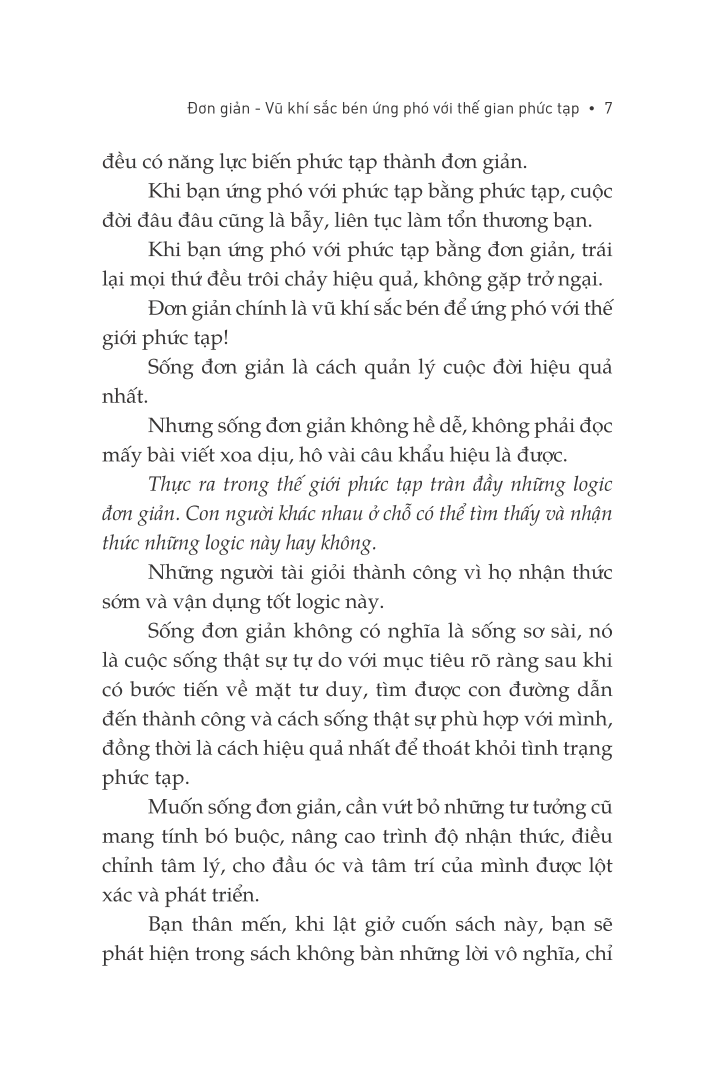 Đơn giản - Vũ khí sắc bén ứng phó với thế gian phức tạp • 7
đều có năng lực biến phức tạp thành đơn giản.
Khi bạn ứng phó với phức tạp bằng phức tạp, cuộc
đời đâu đâu cũng là bẫy, liên tục làm tổn thương bạn.
Khi bạn ứng phó với phức tạp bằng đơn giản, trái
lại mọi thứ đều trôi chảy hiệu quả, không gặp trở ngại.
Đơn giản chính là vũ khí sắc bén để ứng phó với thế
giới phức tạp!
Sống đơn giản là cách quản lý cuộc đời hiệu quả
nhất.
Nhưng sống đơn giản không hề dễ, không phải đọc
mấy bài viết xoa dịu, hô vài câu khẩu hiệu là được.
Thực ra trong thế giới phức tạp tràn đầy những logic
đơn giản. Con người khác nhau ở chỗ có thể tìm thấy và nhận
thức những logic này hay không.
Những người tài giỏi thành công vì họ nhận thức
sớm và vận dụng tốt logic này.
Sống đơn giản không có nghĩa là sống sơ sài, nó
là cuộc sống thật sự tự do với mục tiêu rõ ràng sau khi
có bước tiến về mặt tư duy, tìm được con đường dẫn
đến thành công và cách sống thật sự phù hợp với mình,
đồng thời là cách hiệu quả nhất để thoát khỏi tình trạng
phức tạp.
Muốn sống đơn giản, cần vứt bỏ những tư tưởng cũ
mang tính bó buộc, nâng cao trình độ nhận thức, điều
chỉnh tâm lý, cho đầu óc và tâm trí của mình được lột
xác và phát triển.
Bạn thân mến, khi lật giở cuốn sách này, bạn sẽ
phát hiện trong sách không bàn những lời vô nghĩa, chỉ